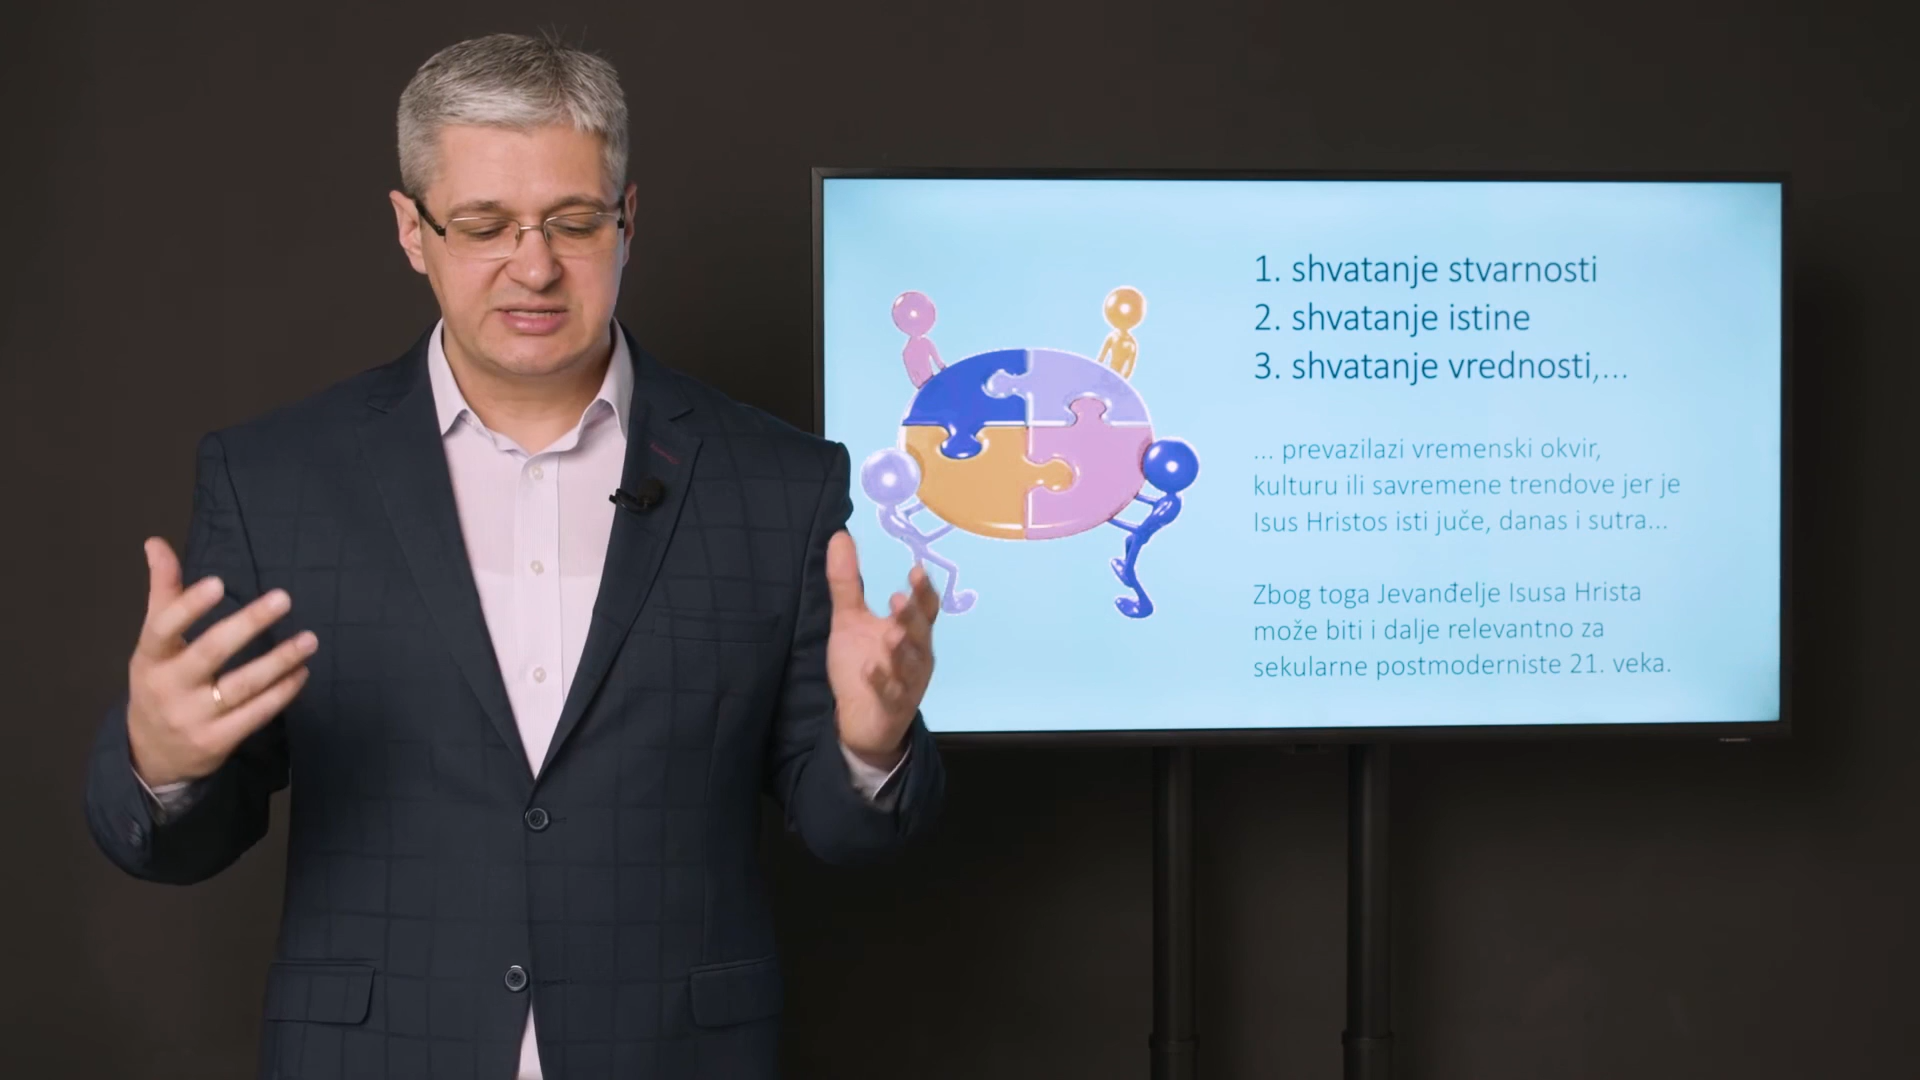 1. shvatanje stvarnosti
2. shvatanje istine
3. shvatanje vrednosti,...
... prevazilazi vremenski okvir,
kulturu ili savremene trendove jer je
Isus Hristos isti juče, danas i sutra...
Zbog toga Jevanđelje Isusa Hrista
može biti i dalje relevantno za
sekularne postmoderniste 21. veka.